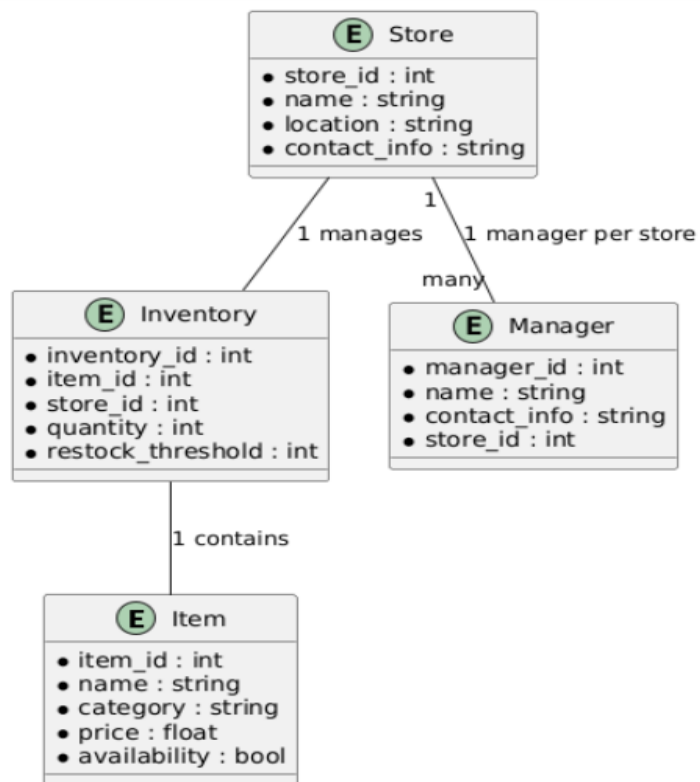 E Store
store_id : int
name : string
location : string
contact_info : string
1
1 manages
1 manager per store
many
E Inventory
inventory_id : int
item_id : int
store_id : int
quantity : int
restock_threshold : int
E Manager
manager_id : int
name : string
contact_info : string
store_id : int
1 contains
E Item
item_id : int
name : string
category : string
price : float
availability : bool